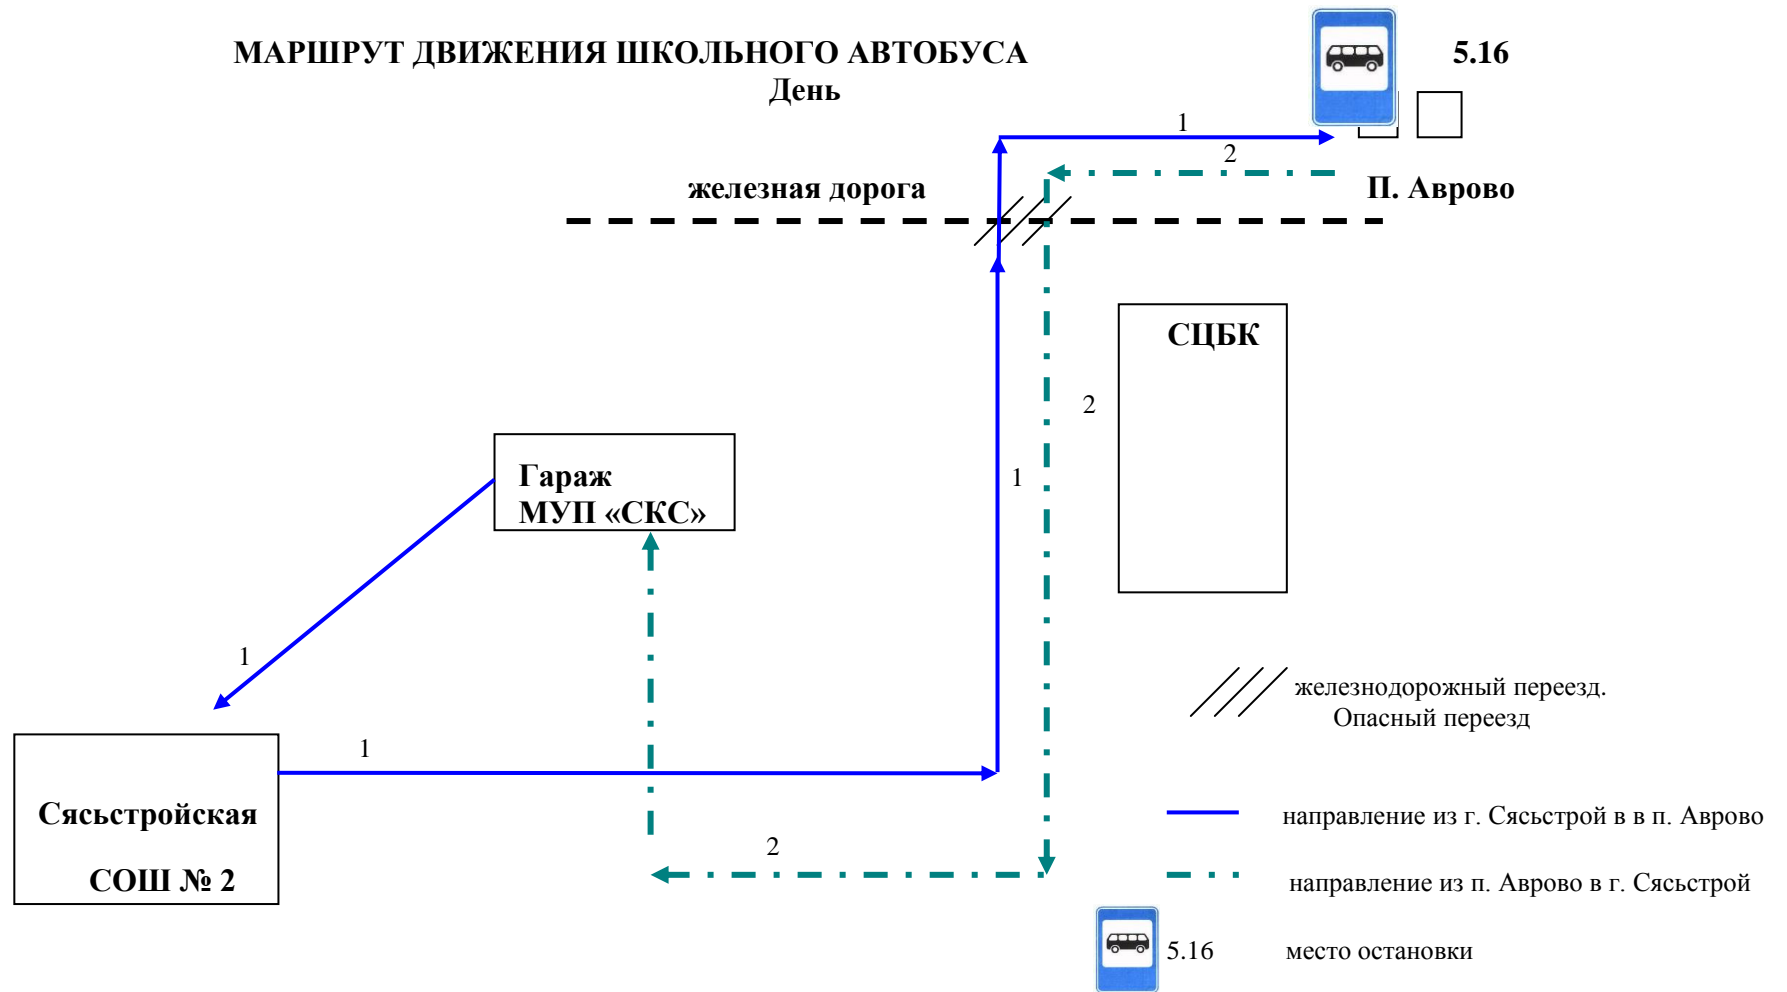 МАРШРУТ ДВИЖЕНИЯ ШКОЛЬНОГО АВТОБУСА
День
5.16
1
2
железная дорога
П. Аврово
СЦБК
2
Гараж
МУП «СКС»
1
1
железнодорожный переезд.
Опасный переезд
1
Сясьстройская
СОШ № 2
2
направление из г. Сясьстрой в в п. Аврово
направление из п. Аврово в г. Сясьстрой
5.16 место остановки